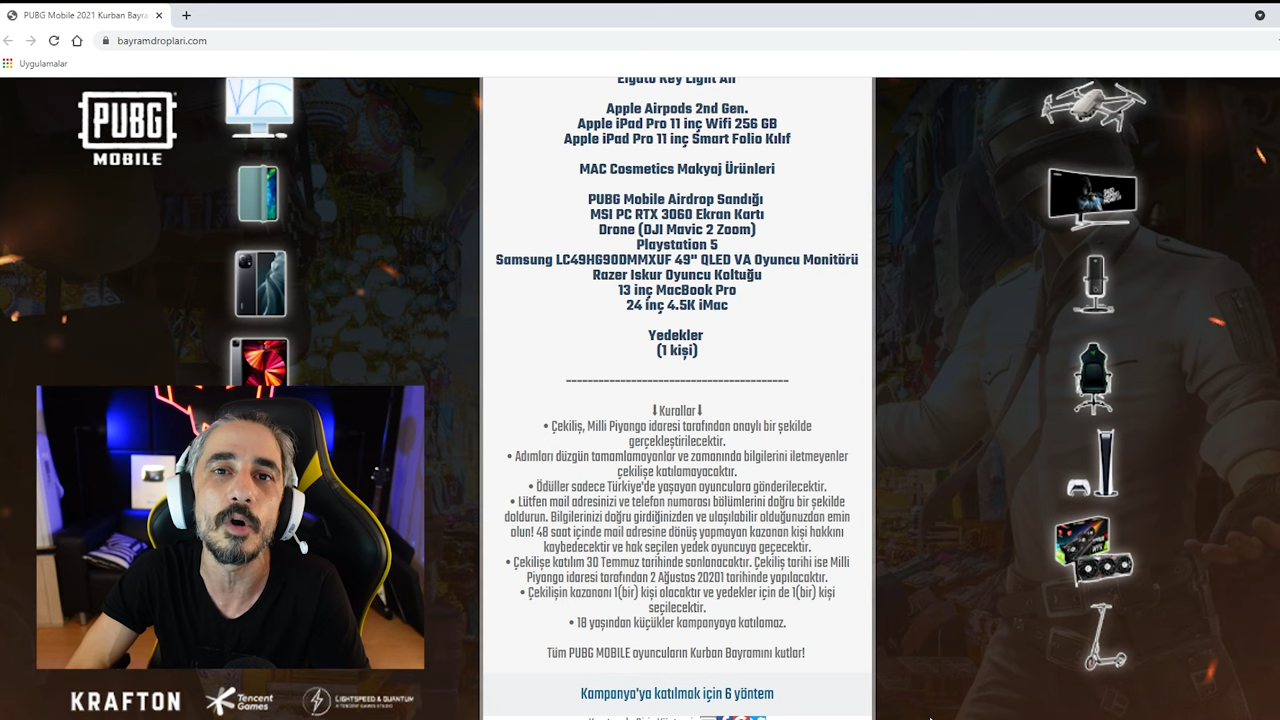 PUBG Mobile 2021 Kurban Bayra
bayramdroplari.com
Uygulamalar
PUBG
MOBILE
Elgato Key Light Air
Apple Airpods 2nd Gen.
Apple iPad Pro 11 inç Wifi 256 GB
Apple iPad Pro 11 inç Smart Folio Kılıf
MAC Cosmetics Makyaj Ürünleri
PUBG Mobile Airdrop Sandığı
MSI PC RTX 3060 Ekran Kartı
Drone (DJI Mavic 2 Zoom)
Playstation 5
Samsung LC49HG90DMMXUF 49" QLED VA Oyuncu Monitörü
Razer Iskur Oyuncu Koltuğu
13 inç MacBook Pro
24 inç 4.5K iMac
Yedekler
(1 kişi)
-----------------------------------------
⬇Kurallar⬇
• Çekiliş, Milli Piyango idaresi tarafından onaylı bir şekilde
gerçekleştirilecektir.
• Adımları düzgün tamamlamayanlar ve zamanında bilgilerini iletmeyenler
çekilişe katılamayacaktır.
• Ödüller sadece Türkiye'de yaşayan oyunculara gönderilecektir.
• Lütfen mail adresinizi ve telefon numarası bölümlerini doğru bir şekilde
doldurun. Bilgilerinizi doğru girdiğinizden ve ulaşılabilir olduğunuzdan emin
olun! 48 saat içinde mail adresine dönüş yapmayan kazanan kişi hakkını
kaybedecektir ve hak seçilen yedek oyuncuya geçecektir.
• Çekilişe katılım 30 Temmuz tarihinde sonlanacaktır. Çekiliş tarihi ise Milli
Piyango idaresi tarafından 2 Ağustos 20201 tarihinde yapılacaktır.
• Çekilişin kazananı 1(bir) kişi olacaktır ve yedekler için de 1(bir) kişi
seçilecektir.
• 18 yaşından küçükler kampanyaya katılamaz.
Tüm PUBG MOBILE oyuncuların Kurban Bayramını kutlar!
Kampanya'ya katılmak için 6 yöntem
KRAFTON
Tencent
Games
LIGHTSPEED & QUANTUM
A TENCENT GAMES STUDIO